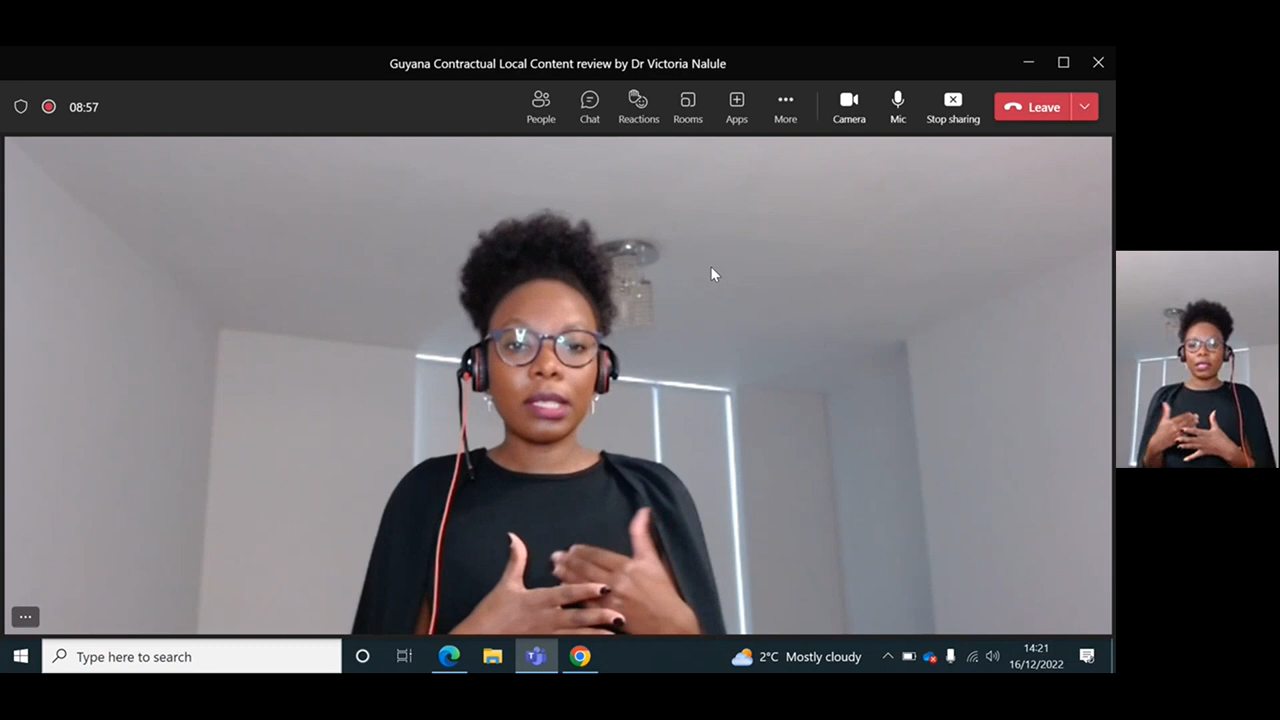 Guyana Contractual Local Content review by Dr Victoria Nalule
08:57
People
Chat
Reactions
Rooms
Apps
More
Camera
Mic
Stop sharing
Leave
Type here to search
2°C Mostly cloudy
14:21
16/12/2022